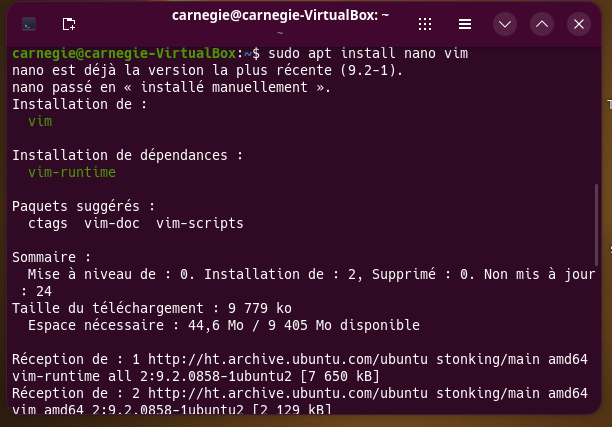 carnegie@carnegie-VirtualBox: ~
~
carnegie@carnegie-VirtualBox:~$ sudo apt install nano vim
nano est déjà la version la plus récente (9.2-1).
nano passé en « installé manuellement ».
Installation de :
vim
Installation de dépendances :
vim-runtime
Paquets suggérés :
ctags  vim-doc  vim-scripts
Sommaire :
Mise à niveau de : 0. Installation de : 2, Supprimé : 0. Non mis à jour
: 24
Taille du téléchargement : 9 779 ko
Espace nécessaire : 44,6 Mo / 9 405 Mo disponible
Réception de : 1 http://ht.archive.ubuntu.com/ubuntu stonking/main amd64
vim-runtime all 2:9.2.0858-1ubuntu2 [7 650 kB]
Réception de : 2 http://ht.archive.ubuntu.com/ubuntu stonking/main amd64
vim amd64 2:9.2.0858-1ubuntu2 [2 129 kB]